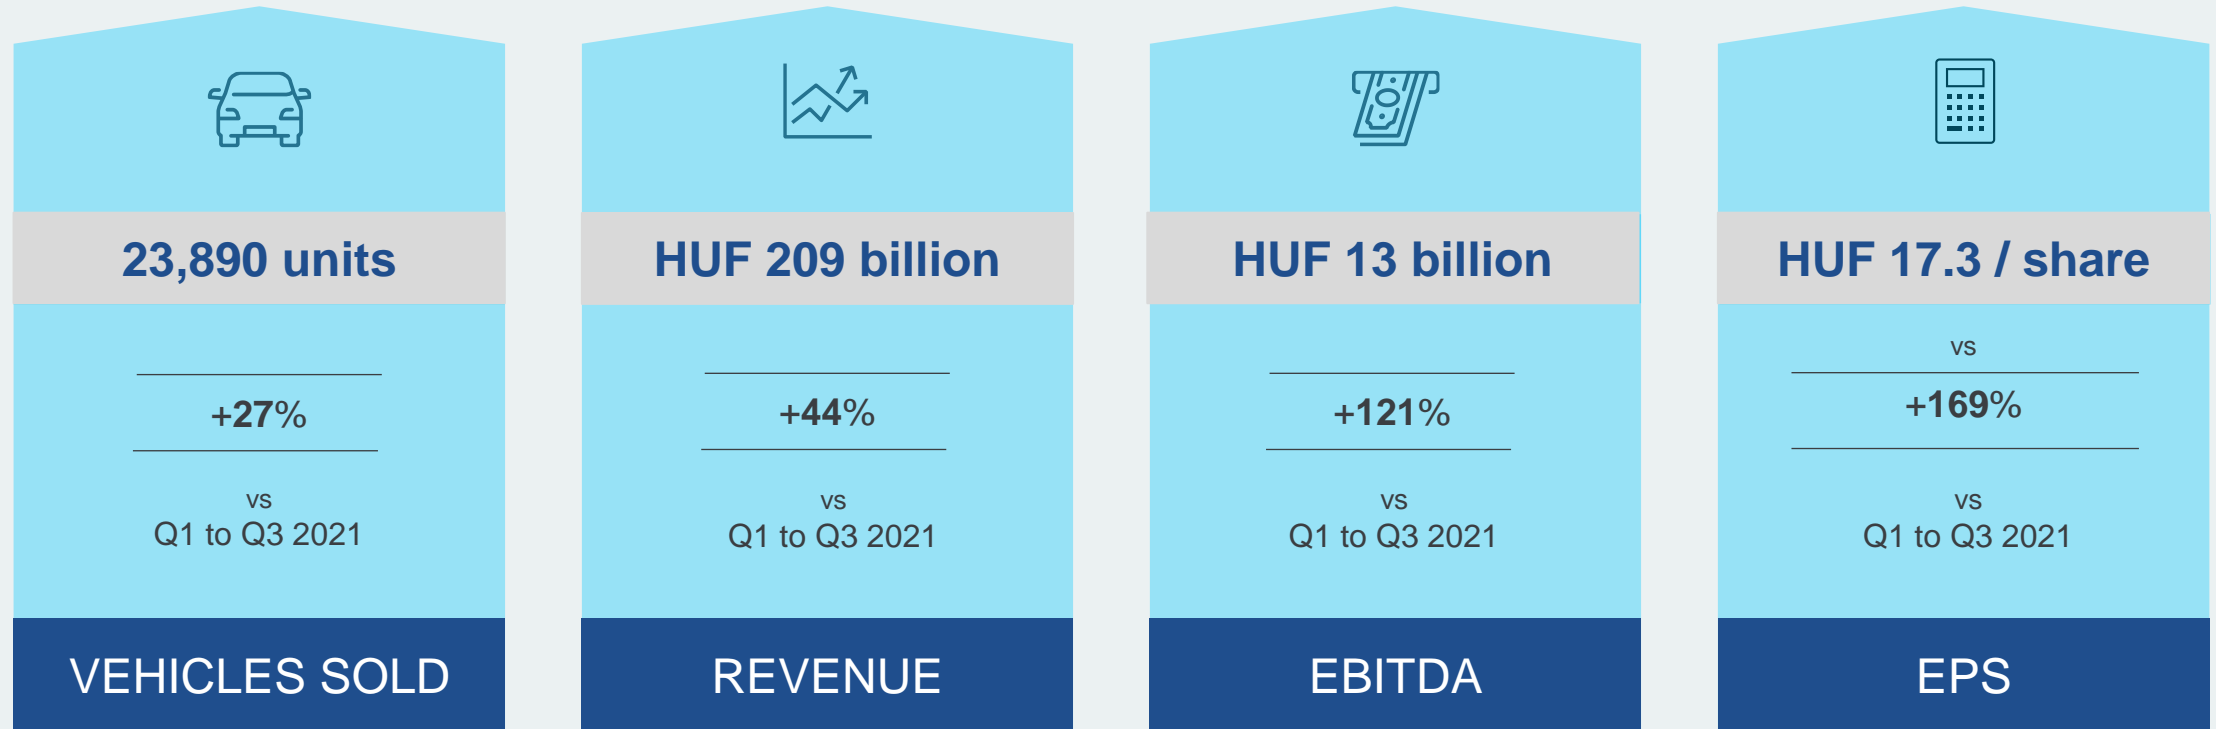 23,890 units
+27%
vs
Q1 to Q3 2021
VEHICLES SOLD
HUF 209 billion
+44%
vs
Q1 to Q3 2021
REVENUE
HUF 13 billion
+121%
vs
Q1 to Q3 2021
EBITDA
HUF 17.3 / share
vs
+169%
vs
Q1 to Q3 2021
EPS